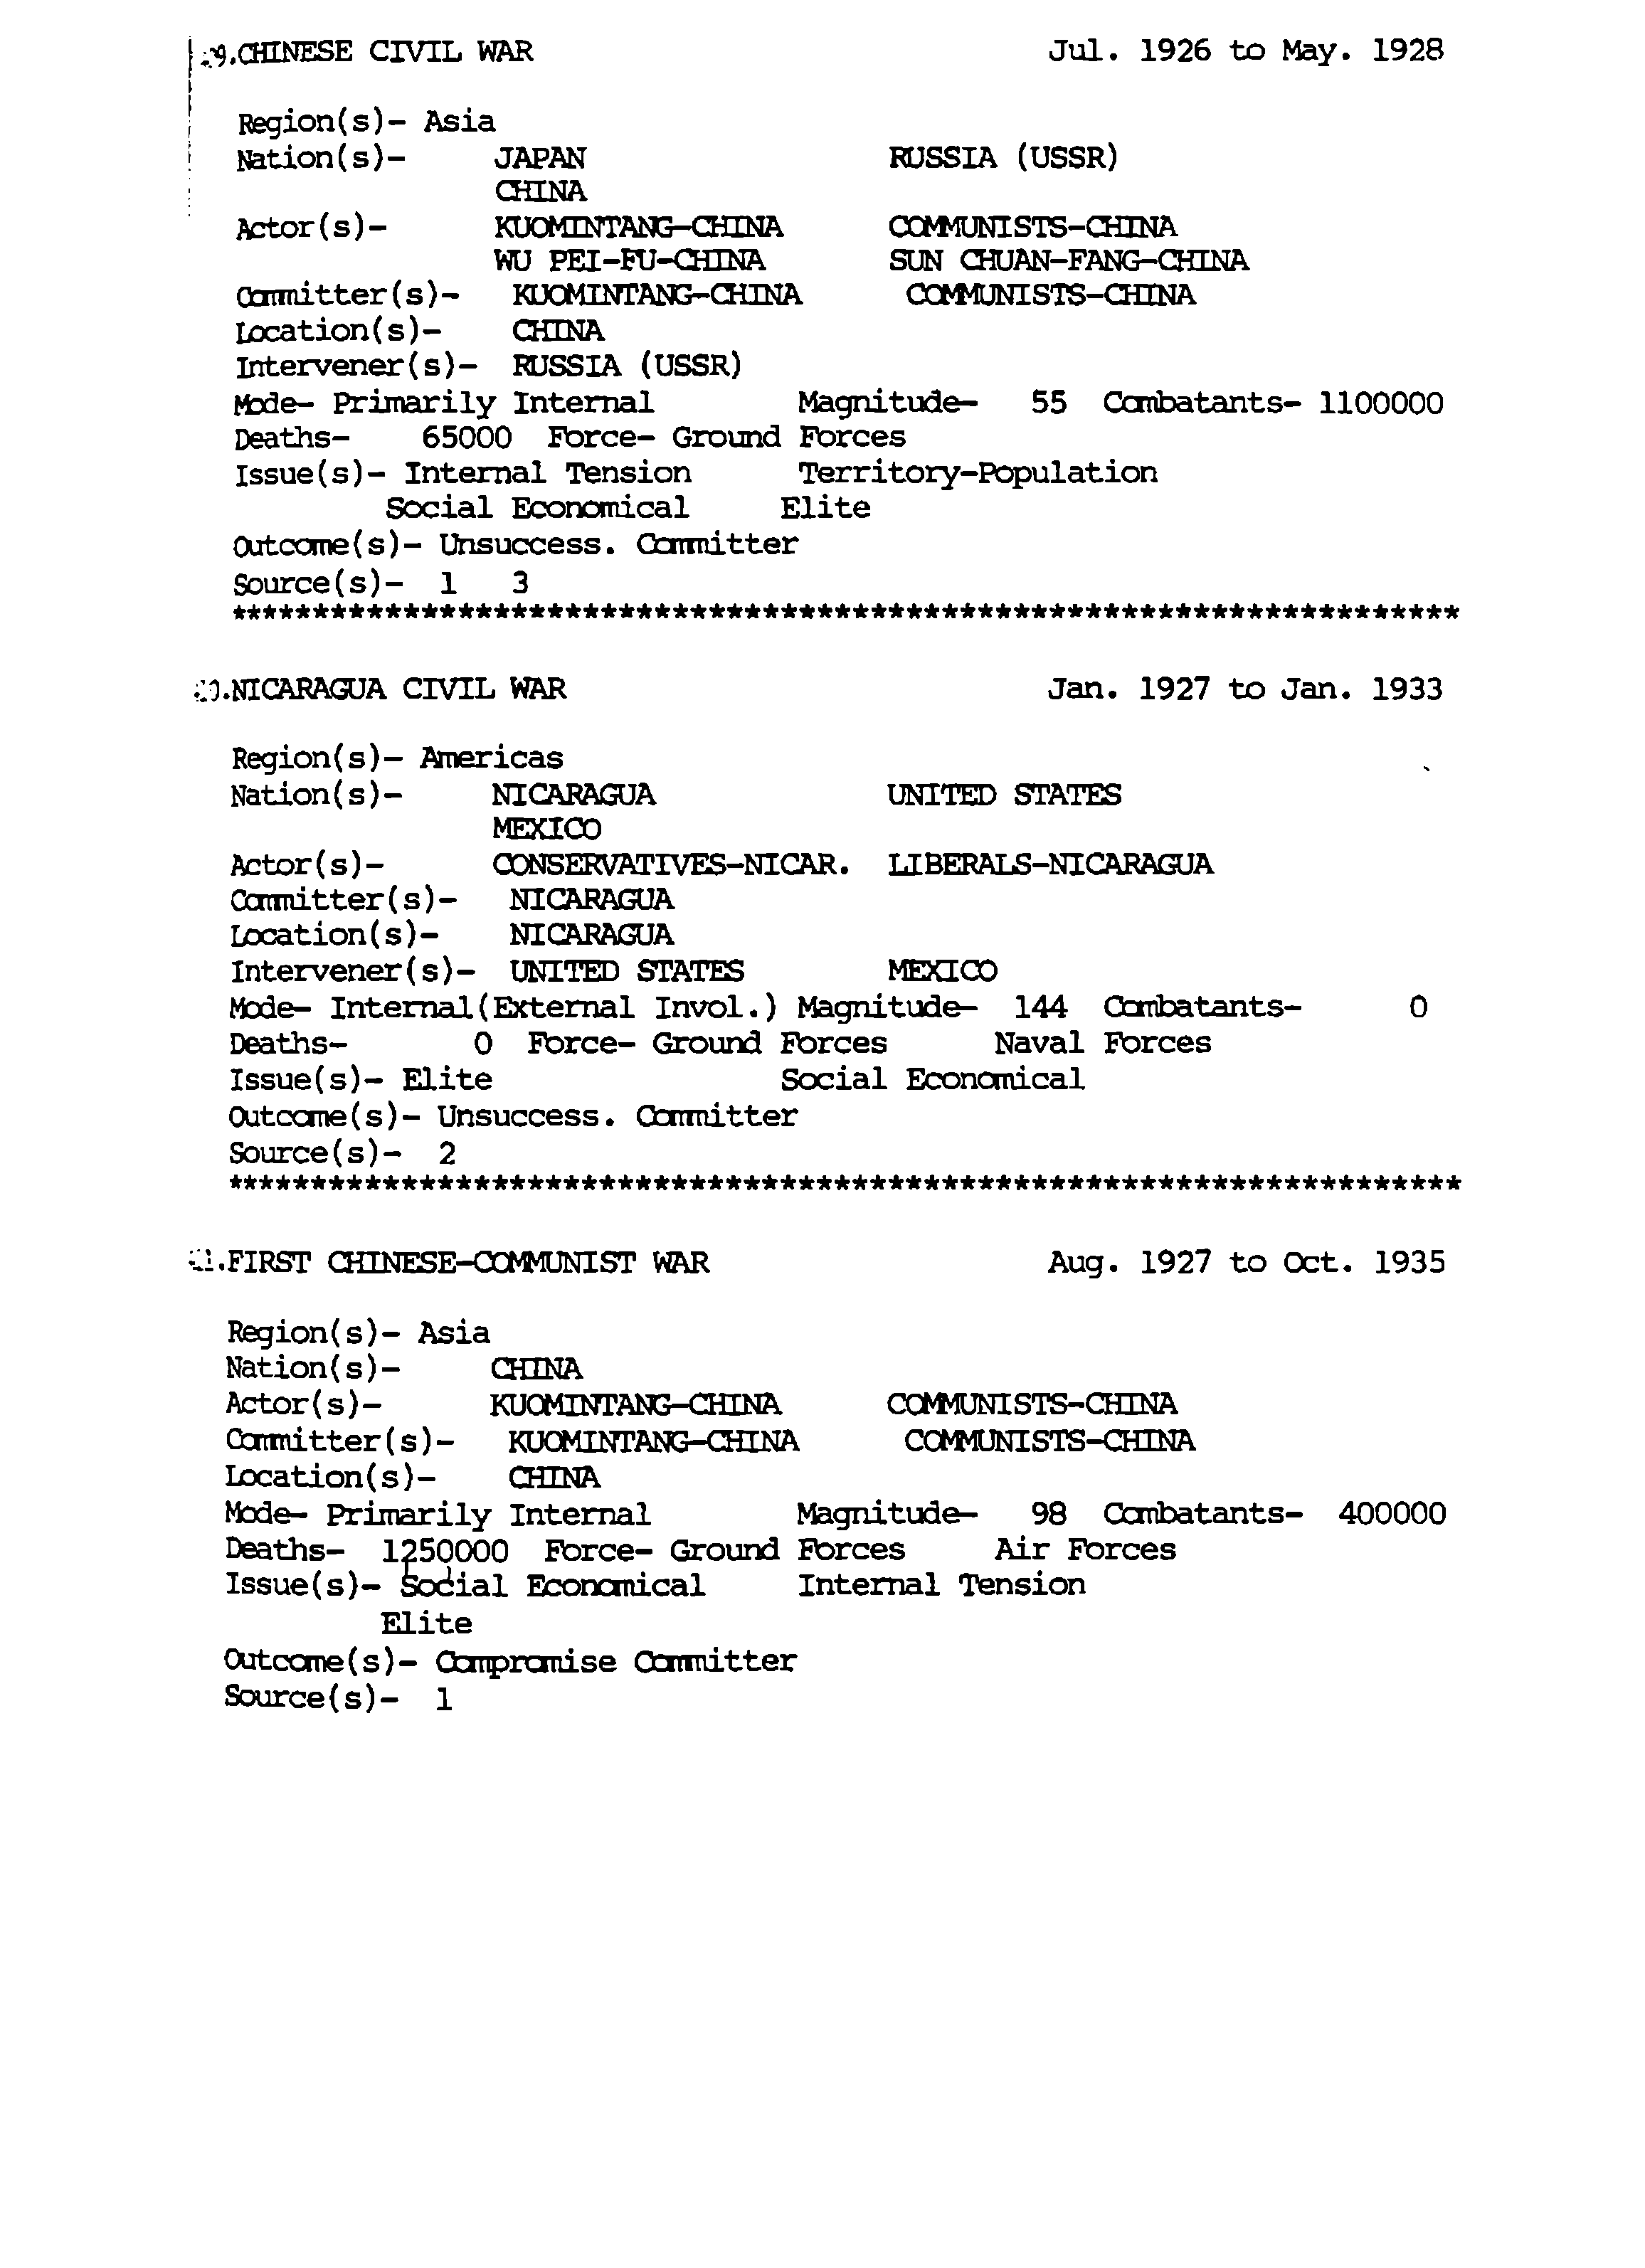 9.CHINESE CIVIL WAR Jul. 1926 to May. 1928
Region(s)- Asia
Nation(s)- JAPAN RUSSIA (USSR)
CHINA
Actor(s)- KUOMINTANG-CHINA COMMUNISTS-CHINA
WU PEI-FU-CHINA SUN CHUAN-FANG-CHINA
Committer(s)- KUOMINTANG-CHINA COMMUNISTS-CHINA
Location(s)- CHINA
Intervener(s)- RUSSIA (USSR)
Mode- Primarily Internal Magnitude- 55 Combatants- 1100000
Deaths- 65000 Force- Ground Forces
Issue(s)- Internal Tension Territory-Population
Social Economical Elite
Outcome(s)- Unsuccess. Committer
Source(s)- 1 3
********************************************************************
.NICARAGUA CIVIL WAR Jan. 1927 to Jan. 1933
Region(s)- Americas
Nation(s)- NICARAGUA UNITED STATES
MEXICO
Actor(s)- CONSERVATIVES-NICAR. LIBERALS-NICARAGUA
Committer(s)- NICARAGUA
Location(s)- NICARAGUA
Intervener(s)- UNITED STATES MEXICO
Mode- Internal(External Invol.) Magnitude- 144 Combatants- 0
Deaths- 0 Force- Ground Forces Naval Forces
Issue(s)- Elite Social Economical
Outcome(s)- Unsuccess. Committer
Source(s)- 2
********************************************************************
1.FIRST CHINESE-COMMUNIST WAR Aug. 1927 to Oct. 1935
Region(s)- Asia
Nation(s)- CHINA
Actor(s)- KUOMINTANG-CHINA COMMUNISTS-CHINA
Committer(s)- KUOMINTANG-CHINA COMMUNISTS-CHINA
Location(s)- CHINA
Mode- Primarily Internal Magnitude- 98 Combatants- 400000
Deaths- 1250000 Force- Ground Forces Air Forces
Issue(s)- Social Economical Internal Tension
Elite
Outcome(s)- Compromise Committer
Source(s)- 1